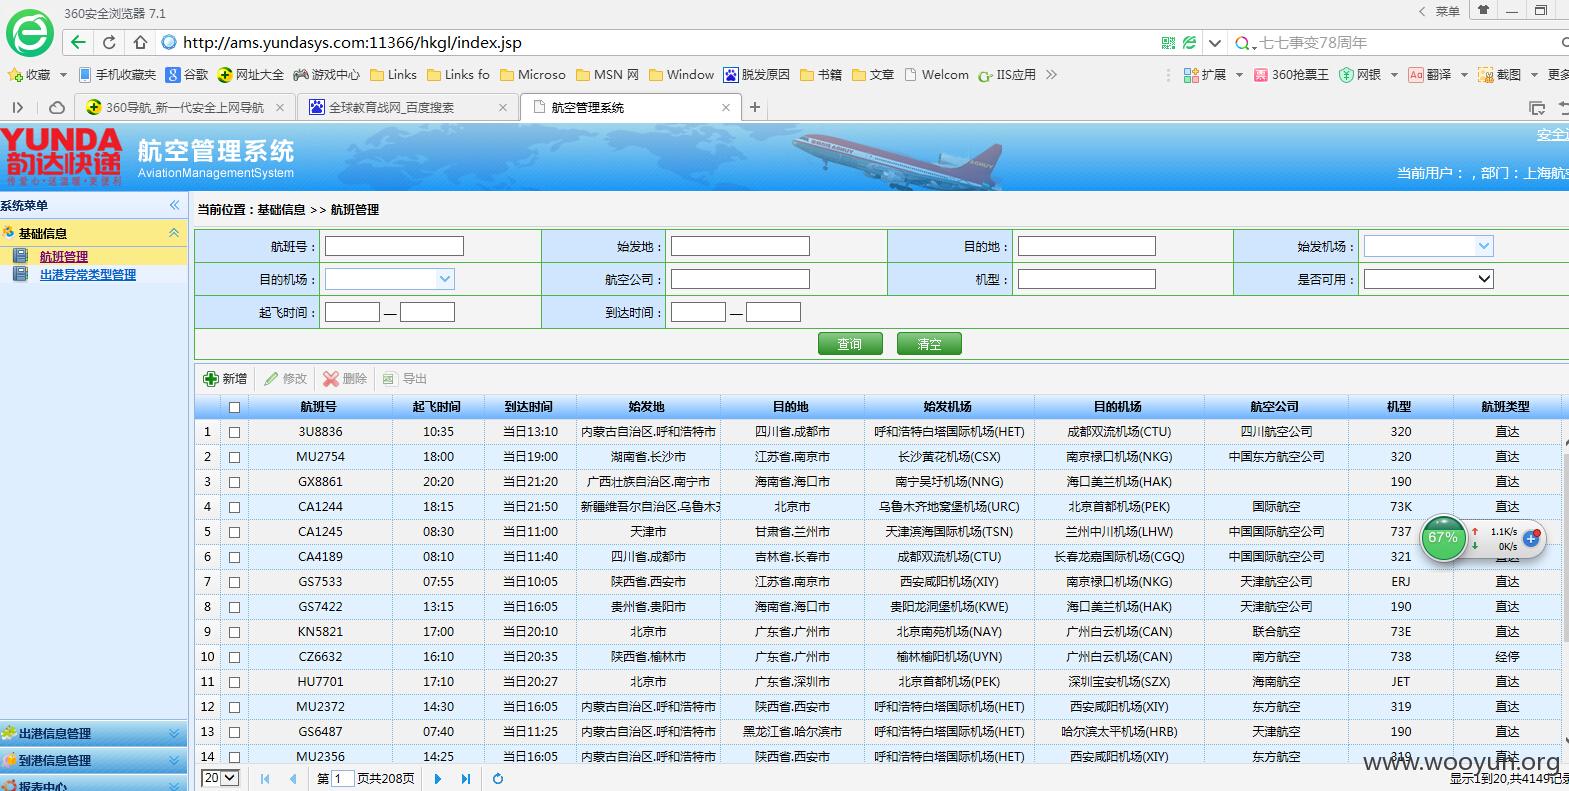 360安全浏览器 7.1
菜单
http://ams.yundasys.com:11366/hkgl/index.jsp
七七事变78周年
收藏 手机收藏夹 谷歌 网址大全 游戏中心 Links Links fo Microso MSN 网 Window 脱发原因 书籍 文章 Welcom IIS应用 扩展 360抢票王 网银 翻译 截图 更多
360导航_新一代安全上网导航 全球教育战网_百度搜索 航空管理系统
YUNDA
韵达快递
航空管理系统
AviationManagementSystem
安全
当前用户：，部门：上海航
系统菜单
基础信息
航班管理
出港异常类型管理
出港信息管理
到港信息管理
报表中心
当前位置：基础信息 >> 航班管理
航班号： 始发地： 目的地： 始发机场：
目的机场： 航空公司： 机型： 是否可用：
起飞时间： — 到达时间： —
查询 清空
新增 修改 删除 导出
航班号 起飞时间 到达时间 始发地 目的地 始发机场 目的机场 航空公司 机型 航班类型
1 3U8836 10:35 当日13:10 内蒙古自治区.呼和浩特市 四川省.成都市 呼和浩特白塔国际机场(HET) 成都双流机场(CTU) 四川航空公司 320 直达
2 MU2754 18:00 当日19:00 湖南省.长沙市 江苏省.南京市 长沙黄花机场(CSX) 南京禄口机场(NKG) 中国东方航空公司 320 直达
3 GX8861 20:20 当日21:20 广西壮族自治区.南宁市 海南省.海口市 南宁吴圩机场(NNG) 海口美兰机场(HAK) 190 直达
4 CA1244 18:15 当日21:50 新疆维吾尔自治区.乌鲁木 北京市 乌鲁木齐地窝堡机场(URC) 北京首都机场(PEK) 国际航空 73K 直达
5 CA1245 08:30 当日11:00 天津市 甘肃省.兰州市 天津滨海国际机场(TSN) 兰州中川机场(LHW) 中国国际航空公司 737
6 CA4189 08:10 当日11:40 四川省.成都市 吉林省.长春市 成都双流机场(CTU) 长春龙嘉国际机场(CGQ) 中国国际航空公司 321 直达
7 GS7533 07:55 当日10:05 陕西省.西安市 江苏省.南京市 西安咸阳机场(XIY) 南京禄口机场(NKG) 天津航空公司 ERJ 直达
8 GS7422 13:15 当日16:05 贵州省.贵阳市 海南省.海口市 贵阳龙洞堡机场(KWE) 海口美兰机场(HAK) 天津航空公司 190 直达
9 KN5821 17:00 当日20:10 北京市 广东省.广州市 北京南苑机场(NAY) 广州白云机场(CAN) 联合航空 73E 直达
10 CZ6632 16:10 当日20:35 陕西省.榆林市 广东省.广州市 榆林榆阳机场(UYN) 广州白云机场(CAN) 南方航空 738 经停
11 HU7701 17:10 当日20:27 北京市 广东省.深圳市 北京首都机场(PEK) 深圳宝安机场(SZX) 海南航空 JET 直达
12 MU2372 14:30 当日16:05 内蒙古自治区.呼和浩特市 陕西省.西安市 呼和浩特白塔国际机场(HET) 西安咸阳机场(XIY) 东方航空 319 直达
13 GS6487 07:40 当日11:25 内蒙古自治区.呼和浩特市 黑龙江省.哈尔滨市 呼和浩特白塔国际机场(HET) 哈尔滨太平机场(HRB) 天津航空 190 直达
14 MU2356 14:25 当日16:05 内蒙古自治区.呼和浩特市 陕西省.西安市 呼和浩特白塔国际机场(HET) 西安咸阳机场(XIY) 东方航空 319 直达
67% 1.1K/s
0K/s
20 第 1 页共208页 显示1到20,共4149记录
www.wooyun.org